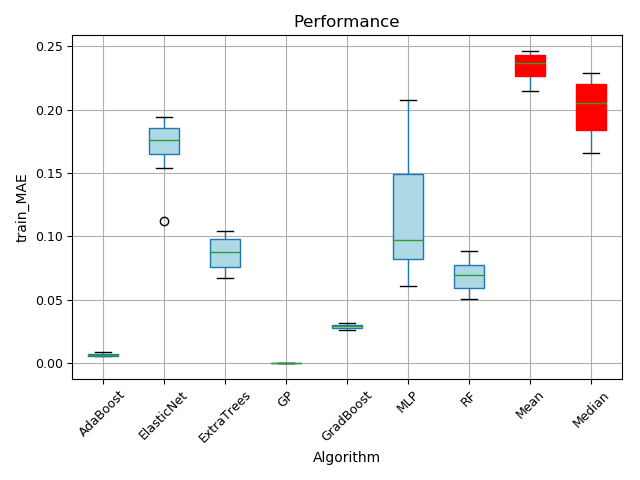 Performance
train_MAE
0.25
0.20
0.15
0.10
0.05
0.00
AdaBoost
ElasticNet
ExtraTrees
GP
GradBoost
MLP
RF
Mean
Median
Algorithm